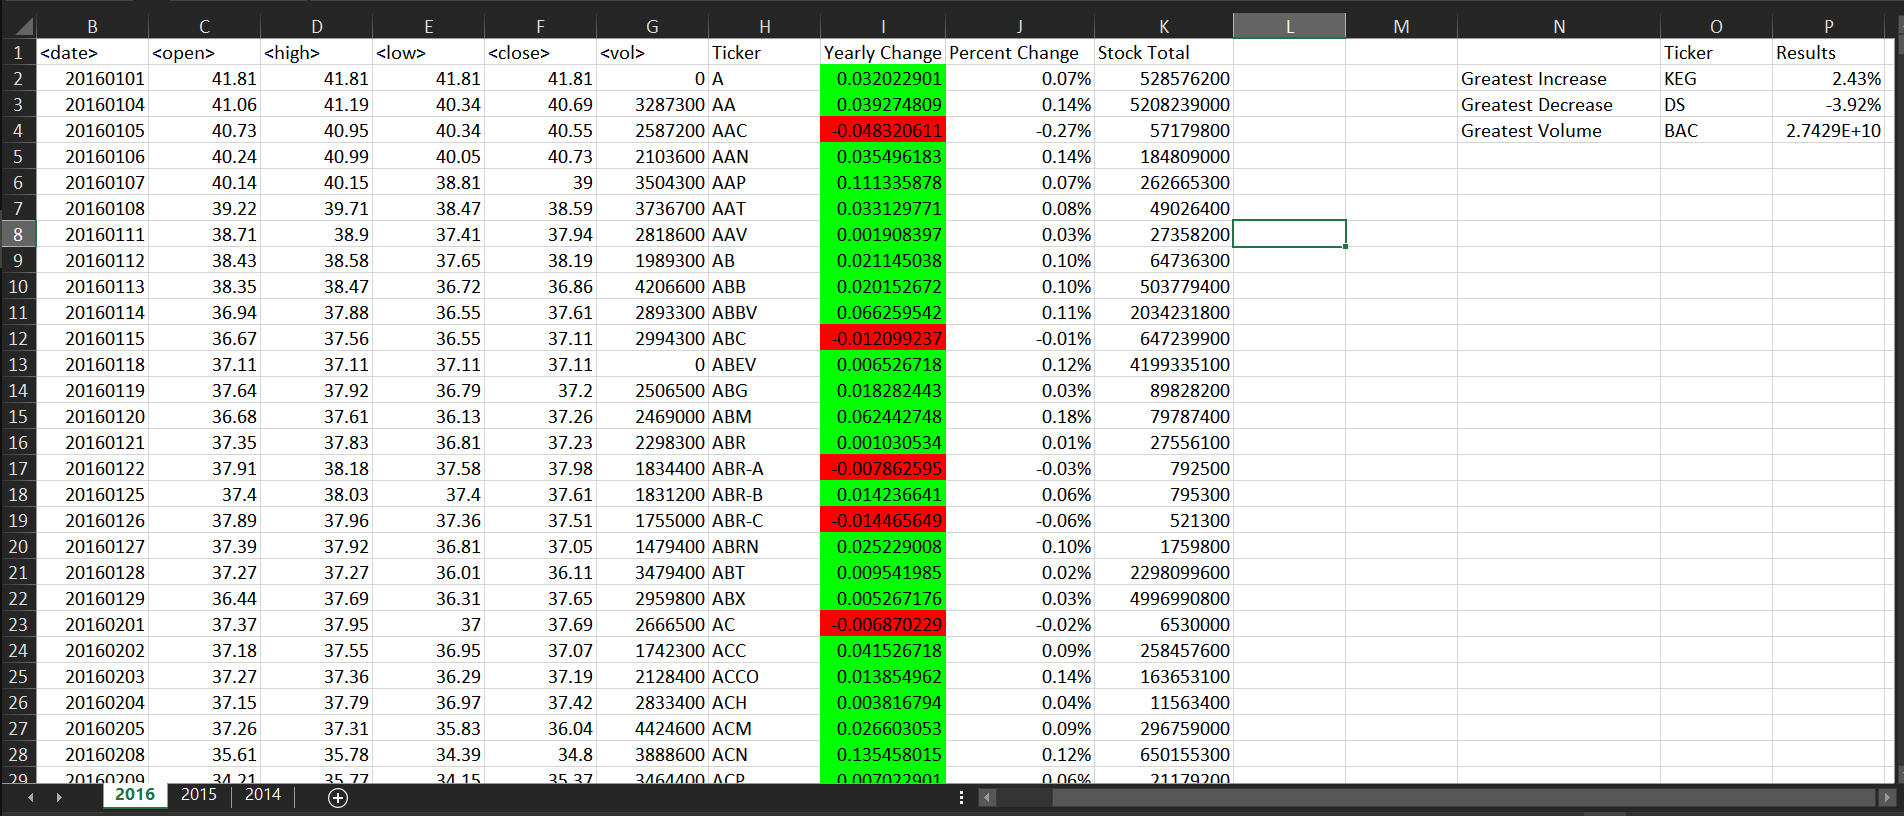 B C D E F G H I J K L M N O P
1 <date> <open> <high> <low> <close> <vol> Ticker Yearly Change Percent Change Stock Total Ticker Results
2 20160101 41.81 41.81 41.81 41.81 0 A 0.032022901 0.07% 528576200 Greatest Increase KEG 2.43%
3 20160104 41.06 41.19 40.34 40.69 3287300 AA 0.039274809 0.14% 5208239000 Greatest Decrease DS -3.92%
4 20160105 40.73 40.95 40.34 40.55 2587200 AAC -0.048320611 -0.27% 57179800 Greatest Volume BAC 2.7429E+10
5 20160106 40.24 40.99 40.05 40.73 2103600 AAN 0.035496183 0.14% 184809000
6 20160107 40.14 40.15 38.81 39 3504300 AAP 0.111335878 0.07% 262665300
7 20160108 39.22 39.71 38.47 38.59 3736700 AAT 0.033129771 0.08% 49026400
8 20160111 38.71 38.9 37.41 37.94 2818600 AAV 0.001908397 0.03% 27358200
9 20160112 38.43 38.58 37.65 38.19 1989300 AB 0.021145038 0.10% 64736300
10 20160113 38.35 38.47 36.72 36.86 4206600 ABB 0.020152672 0.10% 503779400
11 20160114 36.94 37.88 36.55 37.61 2893300 ABBV 0.066259542 0.11% 2034231800
12 20160115 36.67 37.56 36.55 37.11 2994300 ABC -0.012099237 -0.01% 647239900
13 20160118 37.11 37.11 37.11 37.11 0 ABEV 0.006526718 0.12% 4199335100
14 20160119 37.64 37.92 36.79 37.2 2506500 ABG 0.018282443 0.03% 89828200
15 20160120 36.68 37.61 36.13 37.26 2469000 ABM 0.062442748 0.18% 79787400
16 20160121 37.35 37.83 36.81 37.23 2298300 ABR 0.001030534 0.01% 27556100
17 20160122 37.91 38.18 37.58 37.98 1834400 ABR-A -0.007862595 -0.03% 792500
18 20160125 37.4 38.03 37.4 37.61 1831200 ABR-B 0.014236641 0.06% 795300
19 20160126 37.89 37.96 37.36 37.51 1755000 ABR-C -0.014465649 -0.06% 521300
20 20160127 37.39 37.92 36.81 37.05 1479400 ABRN 0.025229008 0.10% 1759800
21 20160128 37.27 37.27 36.01 36.11 3479400 ABT 0.009541985 0.02% 2298099600
22 20160129 36.44 37.69 36.31 37.65 2959800 ABX 0.005267176 0.03% 4996990800
23 20160201 37.37 37.95 37 37.69 2666500 AC -0.006870229 -0.02% 6530000
24 20160202 37.18 37.55 36.95 37.07 1742300 ACC 0.041526718 0.09% 258457600
25 20160203 37.27 37.36 36.29 37.19 2128400 ACCO 0.013854962 0.14% 163653100
26 20160204 37.15 37.79 36.97 37.42 2833400 ACH 0.003816794 0.04% 11563400
27 20160205 37.26 37.31 35.83 36.04 4424600 ACM 0.026603053 0.09% 296759000
28 20160208 35.61 35.78 34.39 34.8 3888600 ACN 0.135458015 0.12% 650155300
29 20160209 34.21 35.77 34.15 35.37 3464400 ACP 0.007022901 0.06% 21179200
2016 2015 2014